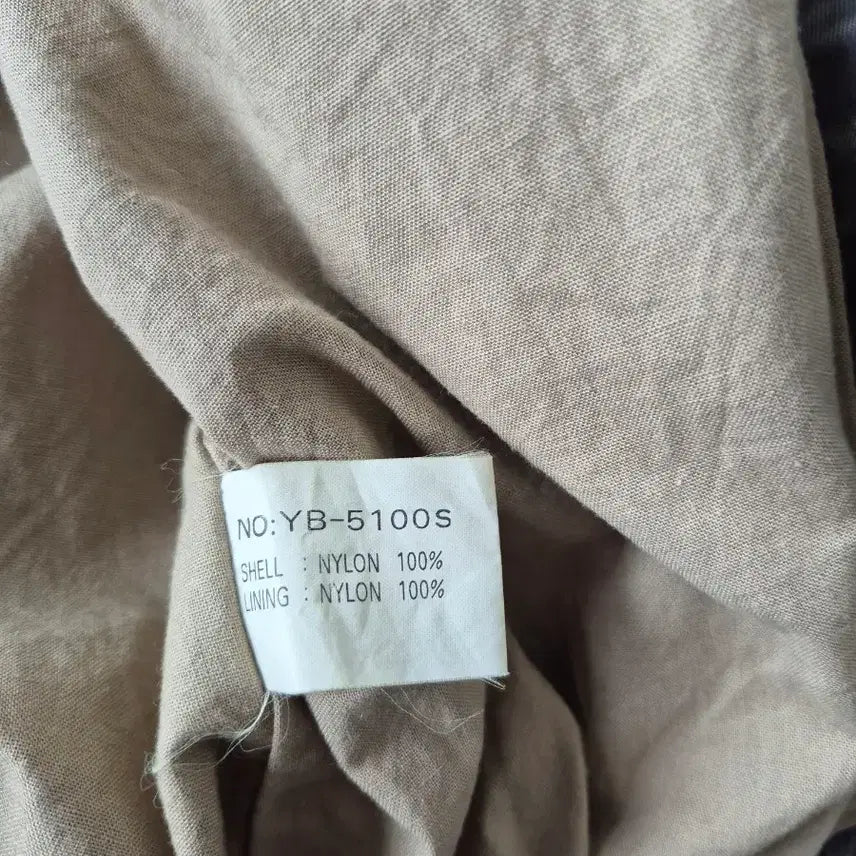 NO:YB-5100S
SHELL : NYLON 100%
LINING : NYLON 100%